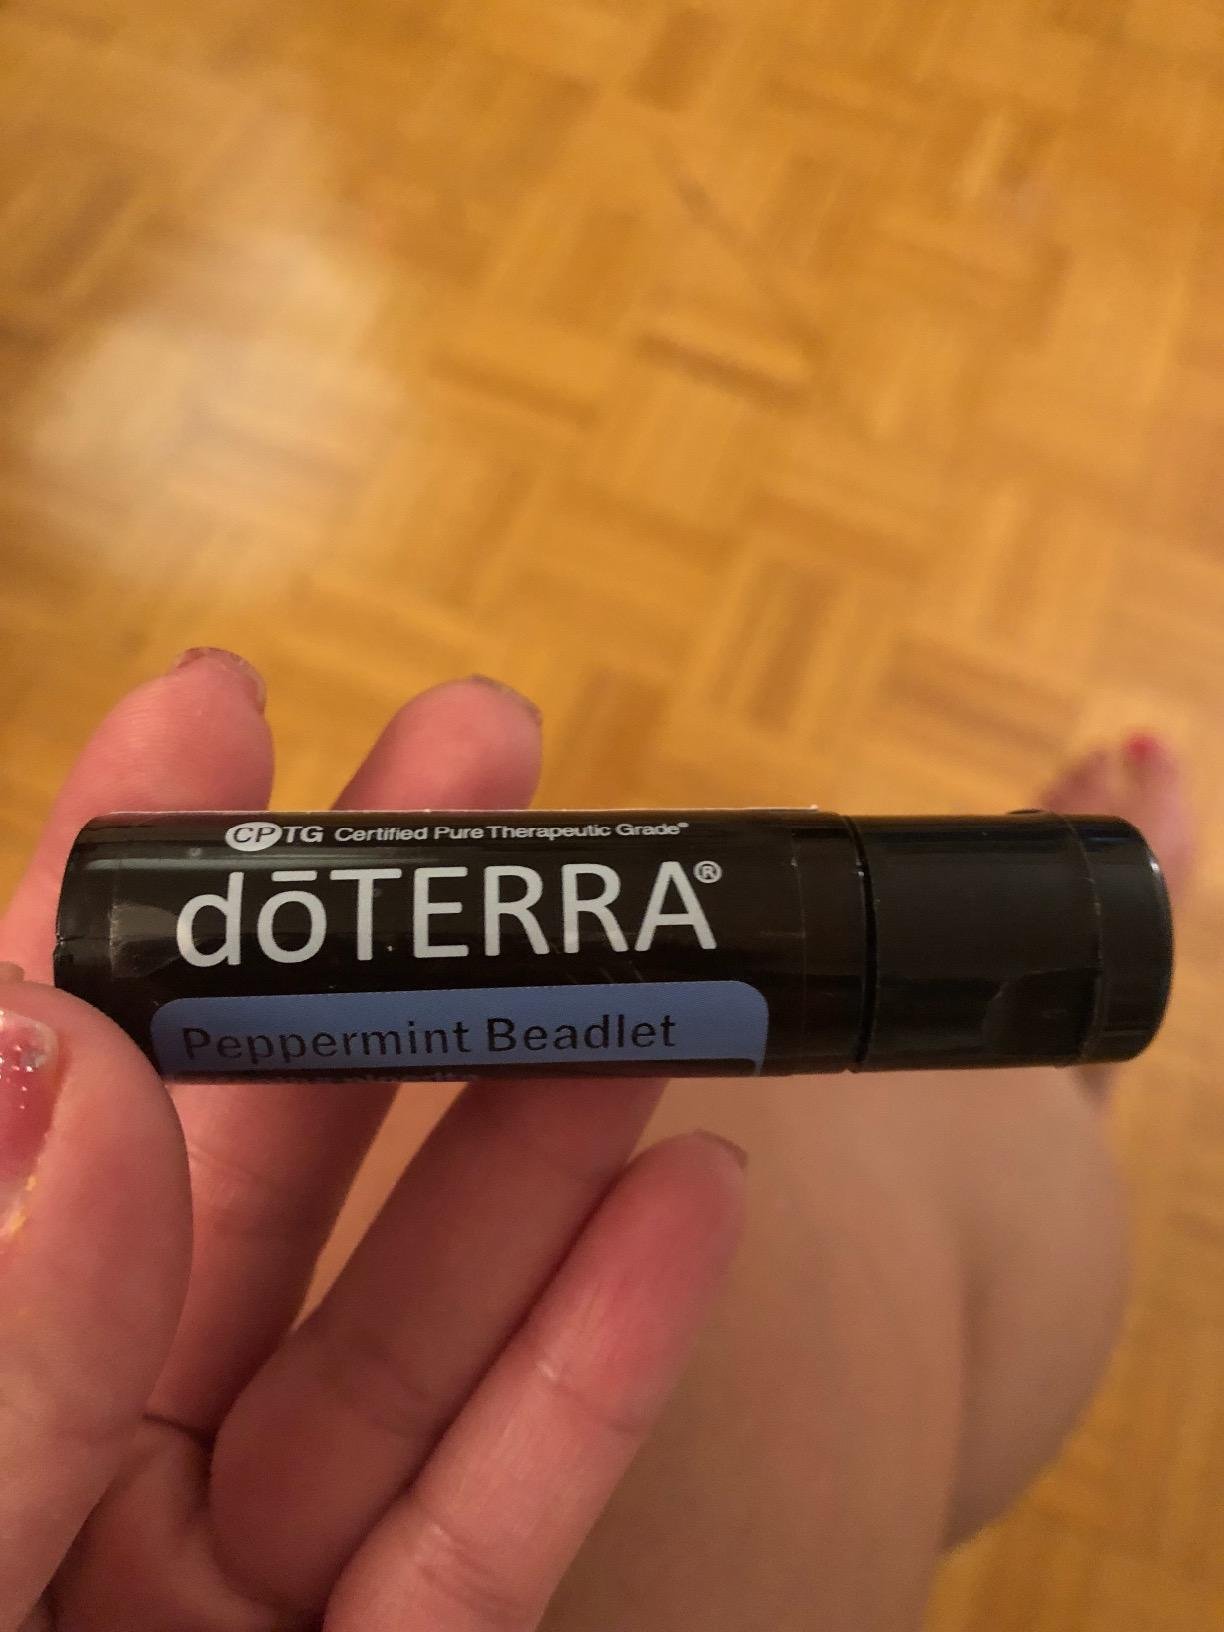 CPTG Certified Pure Therapeutic Grade®
dōTERRA®
Peppermint Beadlet